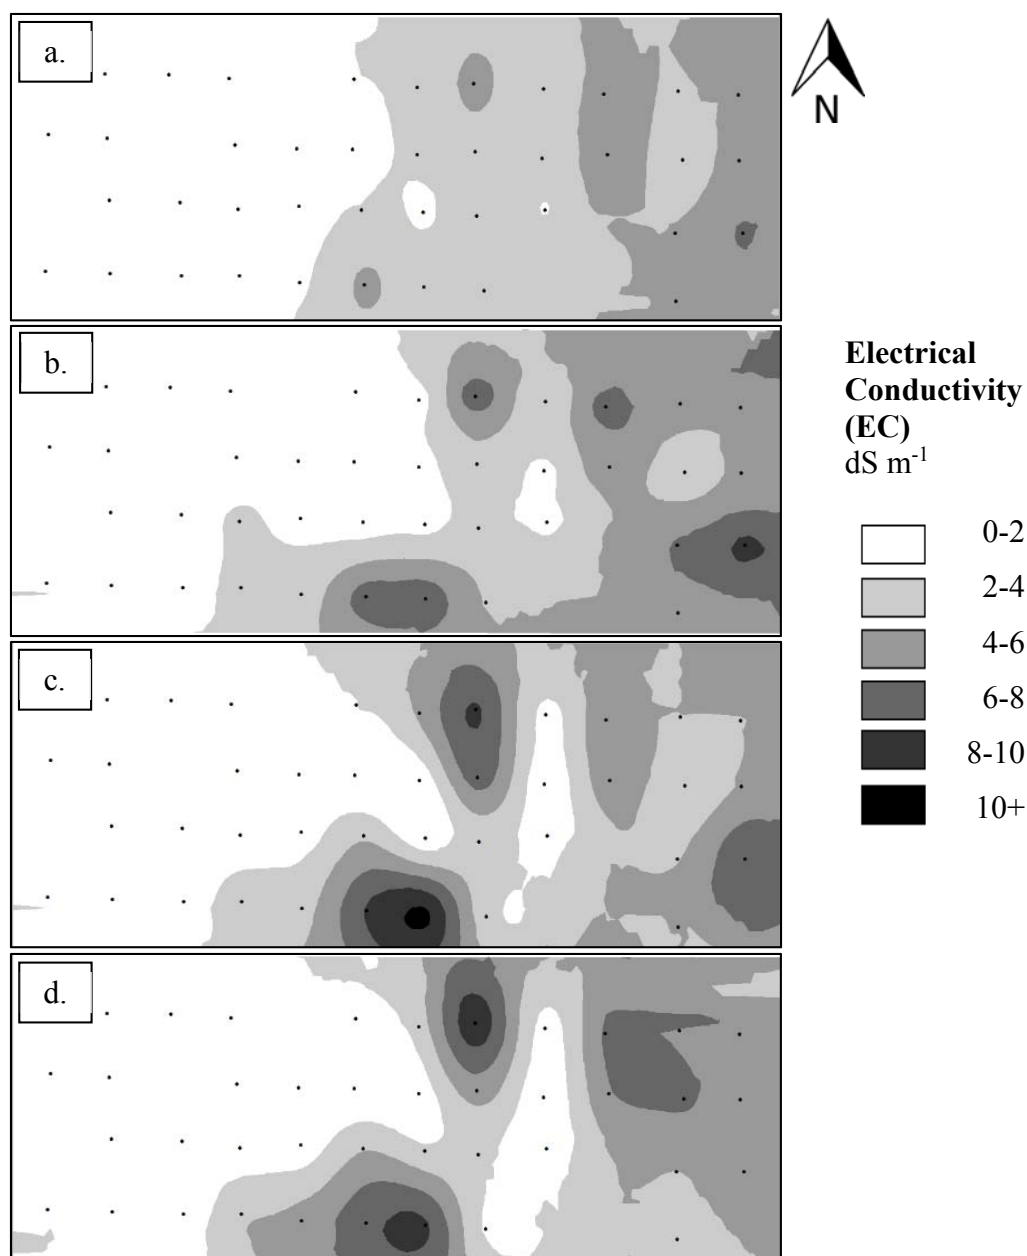 a.
N
b.
Electrical
Conductivity
(EC)
dS m-1
0-2
2-4
4-6
6-8
8-10
10+
c.
d.